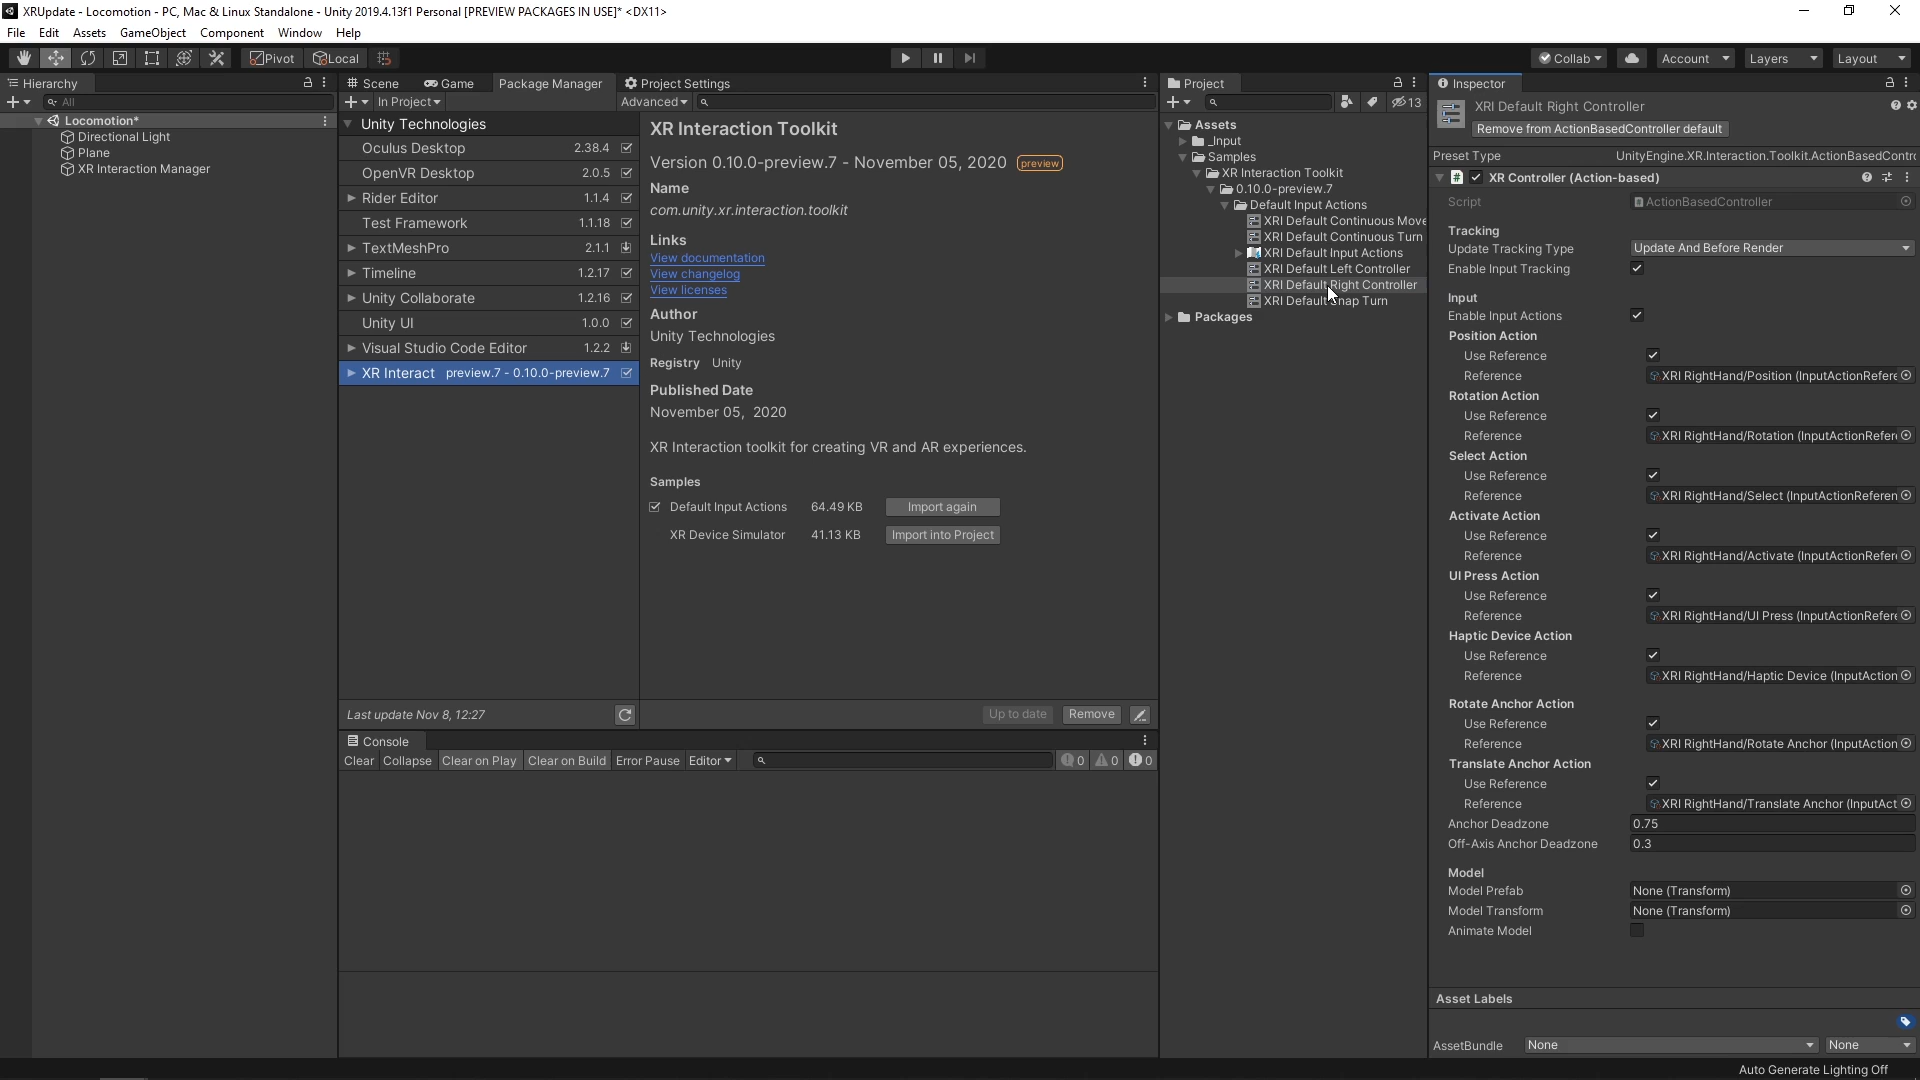 XRUpdate - Locomotion - PC, Mac & Linux Standalone - Unity 2019.4.13f1 Personal [PREVIEW PACKAGES IN USE]* <DX11>
File Edit Assets GameObject Component Window Help
Pivot Local Collab Account Layers Layout
Hierarchy
All
Locomotion*
Directional Light
Plane
XR Interaction Manager
Scene Game Package Manager Project Settings
In Project Advanced
Unity Technologies
Oculus Desktop 2.38.4
OpenVR Desktop 2.0.5
Rider Editor 1.1.4
Test Framework 1.1.18
TextMeshPro 2.1.1
Timeline 1.2.17
Unity Collaborate 1.2.16
Unity UI 1.0.0
Visual Studio Code Editor 1.2.2
XR Interact preview.7 - 0.10.0-preview.7
Last update Nov 8, 12:27
XR Interaction Toolkit
Version 0.10.0-preview.7 - November 05, 2020 preview
Name
com.unity.xr.interaction.toolkit
Links
View documentation
View changelog
View licenses
Author
Unity Technologies
Registry Unity
Published Date
November 05, 2020
XR Interaction toolkit for creating VR and AR experiences.
Samples
Default Input Actions 64.49 KB Import again
XR Device Simulator 41.13 KB Import into Project
Up to date Remove
Console
Clear Collapse Clear on Play Clear on Build Error Pause Editor 0 0 0
Project
13
Assets
_Input
Samples
XR Interaction Toolkit
0.10.0-preview.7
Default Input Actions
XRI Default Continuous Move
XRI Default Continuous Turn
XRI Default Input Actions
XRI Default Left Controller
XRI Default Right Controller
XRI Default Snap Turn
Packages
Inspector
XRI Default Right Controller
Remove from ActionBasedController default
Preset Type UnityEngine.XR.Interaction.Toolkit.ActionBasedContro
# XR Controller (Action-based)
Script ActionBasedController
Tracking
Update Tracking Type Update And Before Render
Enable Input Tracking
Input
Enable Input Actions
Position Action
Use Reference
Reference XRI RightHand/Position (InputActionRefere
Rotation Action
Use Reference
Reference XRI RightHand/Rotation (InputActionRefere
Select Action
Use Reference
Reference XRI RightHand/Select (InputActionReferen
Activate Action
Use Reference
Reference XRI RightHand/Activate (InputActionRefere
UI Press Action
Use Reference
Reference XRI RightHand/UI Press (InputActionRefere
Haptic Device Action
Use Reference
Reference XRI RightHand/Haptic Device (InputAction
Rotate Anchor Action
Use Reference
Reference XRI RightHand/Rotate Anchor (InputAction
Translate Anchor Action
Use Reference
Reference XRI RightHand/Translate Anchor (InputAct
Anchor Deadzone 0.75
Off-Axis Anchor Deadzone 0.3
Model
Model Prefab None (Transform)
Model Transform None (Transform)
Animate Model
Asset Labels
AssetBundle None None
Auto Generate Lighting Off